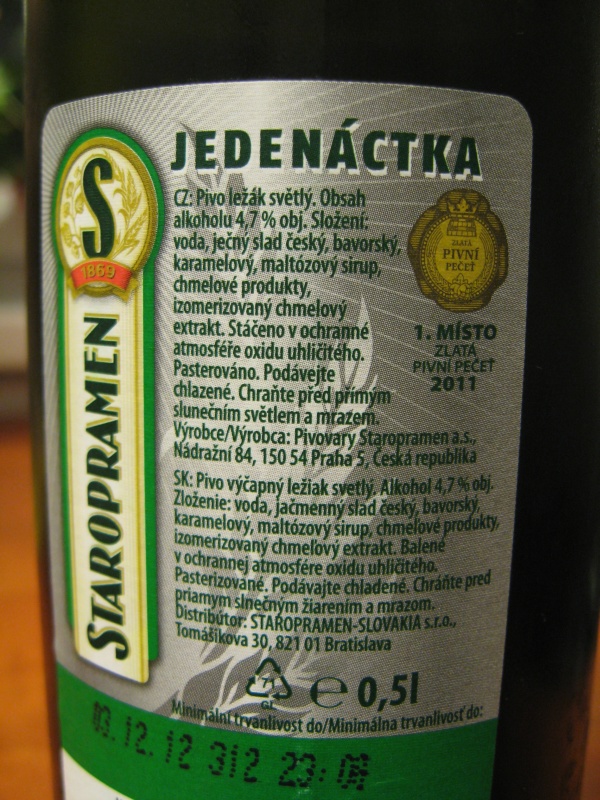 JEDENÁCTKA
S
1869
STAROPRAMEN
CZ: Pivo ležák světlý. Obsah
alkoholu 4,7 % obj. Složení:
voda, ječný slad český, bavorský,
karamelový, maltózový sirup,
chmelové produkty,
izomerizovaný chmelový
extrakt. Stáčeno v ochranné
atmosféře oxidu uhličitého.
Pasterováno. Podávejte
chlazené. Chraňte před přímým
slunečním světlem a mrazem.
Výrobce/Výrobca: Pivovary Staropramen a.s.,
Nádražní 84, 150 54 Praha 5, Česká republika
ZLATÁ
PIVNÍ
PEČEŤ
1. MÍSTO
ZLATÁ
PIVNÍ PEČEŤ
2011
SK: Pivo výčapný ležiak svetlý. Alkohol 4,7 % obj.
Zloženie: voda, jačmenný slad český, bavorský,
karamelový, maltózový sirup, chmeľové produkty,
izomerizovaný chmeľový extrakt. Balené
v ochrannej atmosfére oxidu uhličitého.
Pasterizované. Podávajte chladené. Chráňte pred
priamym slnečným žiarením a mrazom.
Distribútor: STAROPRAMEN-SLOVAKIA s.r.o.,
Tomášikova 30, 821 01 Bratislava
71
GL
e 0,5l
Minimální trvanlivost do/Minimálna trvanlivosť do:
03.12.12 312 23: